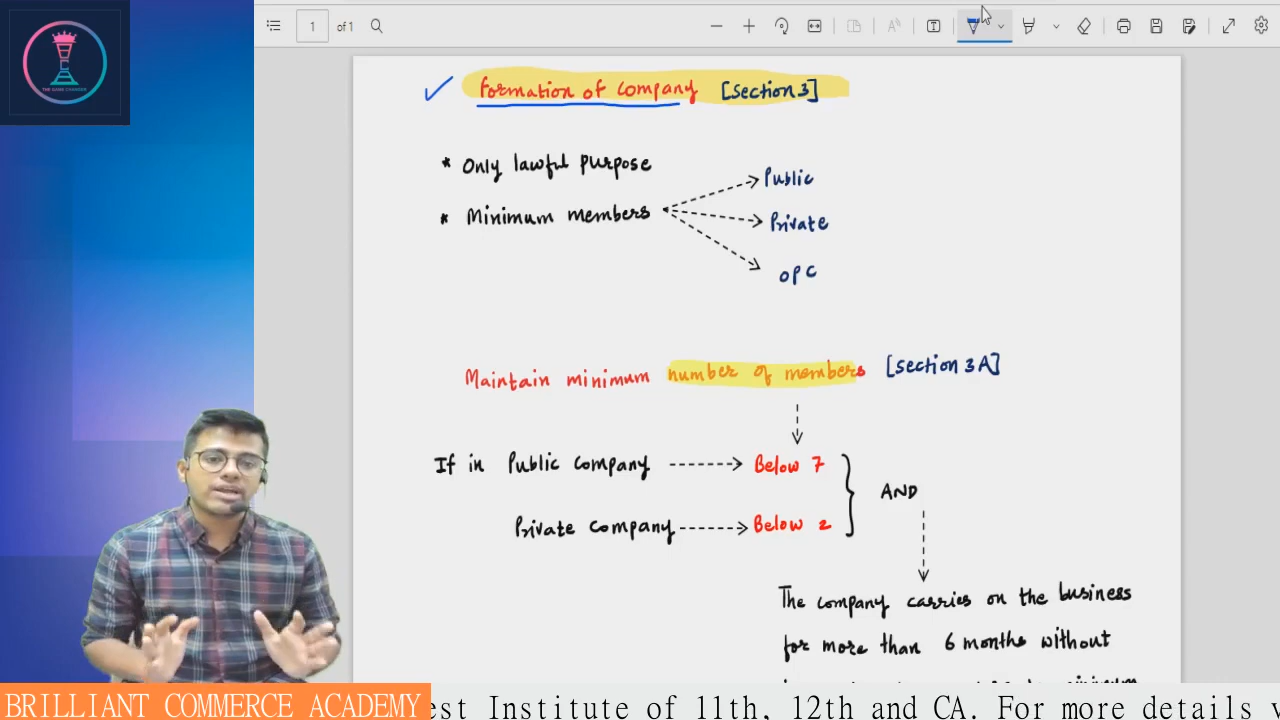 1 of 1
THE GAME CHANGER
Formation of Company [Section 3]
* Only lawful purpose
* Minimum members
Public
Private
OPC
Maintain minimum number of members [Section 3A]
If in Public Company Below 7
Private Company Below 2
AND
The company carries on the business
for more than 6 months without
BRILLIANT COMMERCE ACADEMY est Institute of 11th, 12th and CA. For more details v